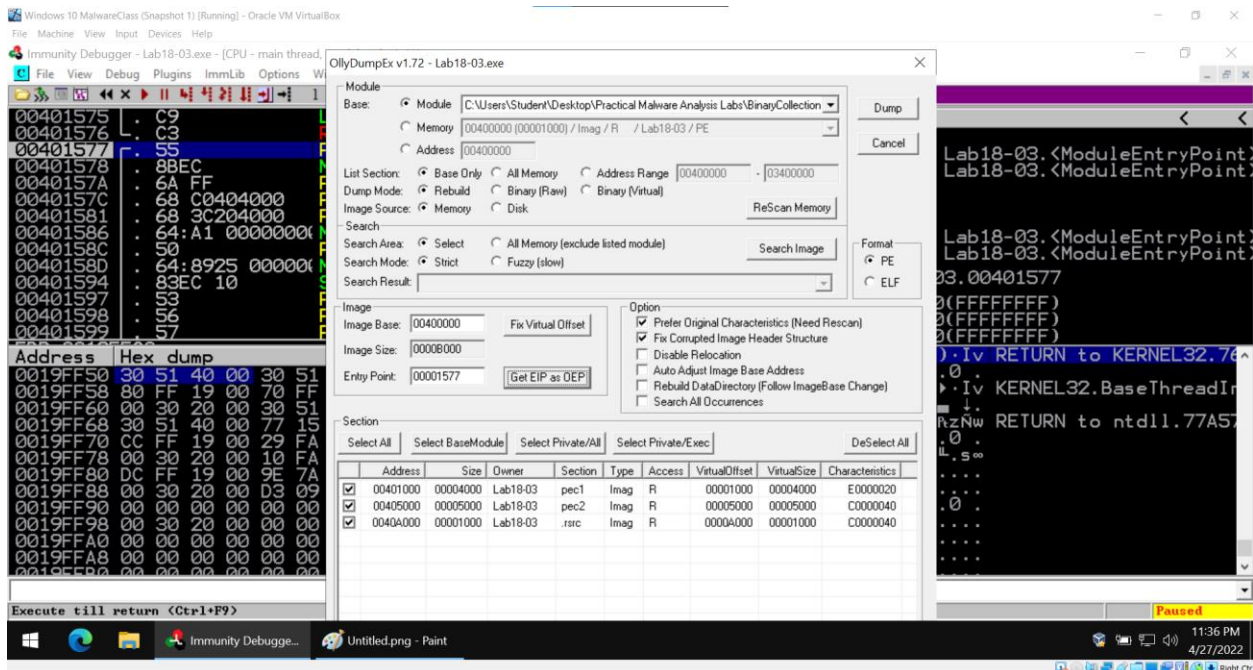 Windows 10 MalwareClass (Snapshot 1) [Running] - Oracle VM VirtualBox
File Machine View Input Devices Help
Immunity Debugger - Lab18-03.exe - [CPU - main thread,
File View Debug Plugins ImmLib Options
OllyDumpEx v1.72 - Lab18-03.exe
Module
Base: Module C:\Users\Student\Desktop\Practical Malware Analysis Labs\BinaryCollection
Memory 00400000 (00001000) / Imag / R / Lab18-03 / PE
Address 00400000
Dump
Cancel
List Section: Base Only All Memory Address Range 00400000 - 03400000
Dump Mode: Rebuild Binary (Raw) Binary (Virtual)
Image Source: Memory Disk
ReScan Memory
Search
Search Area: Select All Memory (exclude listed module)
Search Mode: Strict Fuzzy (slow)
Search Result:
Search Image
Format
PE
ELF
Image
Image Base: 00400000 Fix Virtual Offset
Image Size: 0000B000
Entry Point: 00001577 Get EIP as OEP
Option
Prefer Original Characteristics (Need Rescan)
Fix Corrupted Image Header Structure
Disable Relocation
Auto Adjust Image Base Address
Rebuild DataDirectory (Follow ImageBase Change)
Search All Occurrences
Section
Select All Select BaseModule Select Private/All Select Private/Exec DeSelect All
Address Size Owner Section Type Access VirtualOffset VirtualSize Characteristics
00401000 00004000 Lab18-03 pec1 Imag R 00001000 00004000 E0000020
00405000 00005000 Lab18-03 pec2 Imag R 00005000 00005000 C0000040
0040A000 00001000 Lab18-03 .rsrc Imag R 0000A000 00001000 C0000040
00401575 . C9
00401576 . C3
00401577 . 55
00401578 . 8BEC
0040157A . 6A FF
0040157C . 68 C0404000
00401581 . 68 3C204000
00401586 . 64:A1 0000000
0040158C . 50
0040158D . 64:8925 00000
00401594 . 83EC 10
00401597 . 53
00401598 . 56
00401599 . 57
Lab18-03.<ModuleEntryPoint>
Lab18-03.<ModuleEntryPoint>
Lab18-03.<ModuleEntryPoint>
Lab18-03.<ModuleEntryPoint>
03.00401577
0(FFFFFFFF)
0(FFFFFFFF)
0(FFFFFFFF)
Address Hex dump
0019FF50 30 51 40 00 30 51
0019FF58 80 FF 19 00 70 FF
0019FF60 00 30 20 00 30 51
0019FF68 30 51 40 00 77 15
0019FF70 CC FF 19 00 29 FA
0019FF78 00 30 20 00 10 FA
0019FF80 DC FF 19 00 9E 7A
0019FF88 00 30 20 00 D3 09
0019FF90 00 00 00 00 00 00
0019FF98 00 30 20 00 00 00
0019FFA0 00 00 00 00 00 00
0019FFA8 00 00 00 00 00 00
RETURN to KERNEL32.76
KERNEL32.BaseThreadIn
RETURN to ntdll.77A57
Execute till return (Ctrl+F9)
Paused
Immunity Debugge...
Untitled.png - Paint
11:36 PM
4/27/2022
Right Ctrl